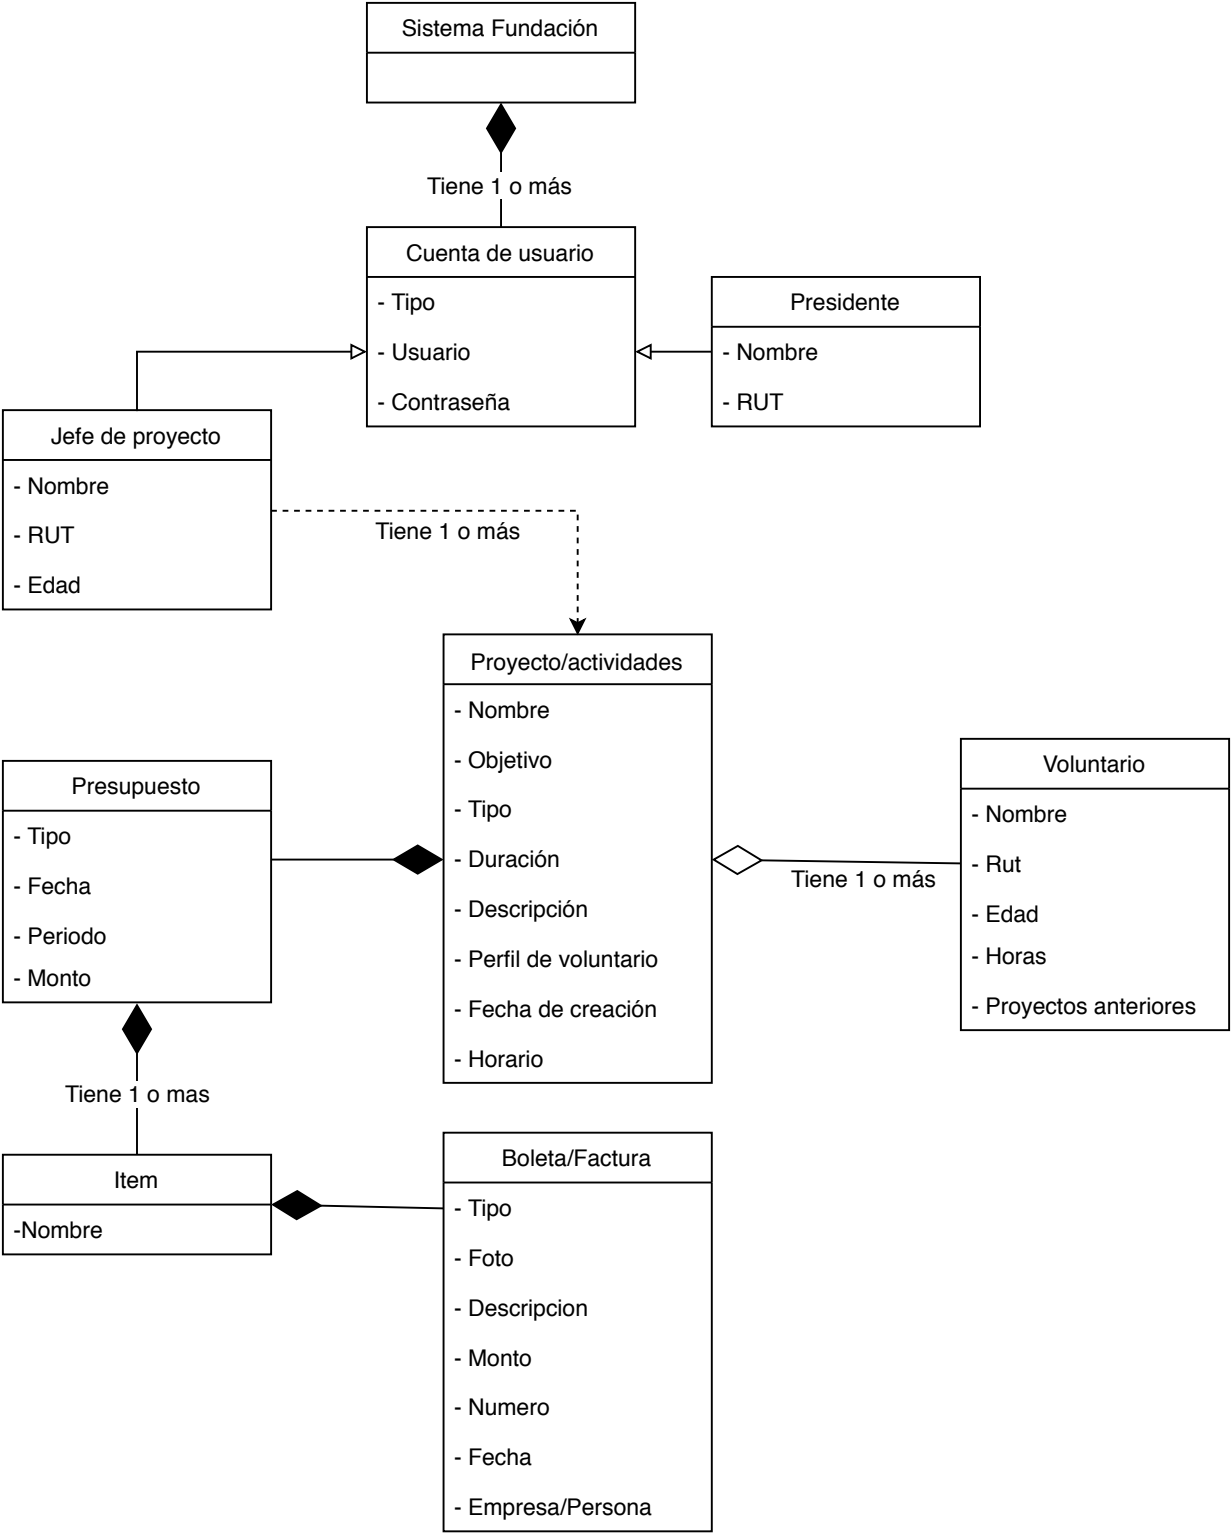 Sistema Fundación
Tiene 1 o más
Cuenta de usuario
- Tipo
- Usuario
- Contraseña
Presidente
- Nombre
- RUT
Jefe de proyecto
- Nombre
- RUT
- Edad
Tiene 1 o más
Proyecto/actividades
- Nombre
- Objetivo
- Tipo
- Duración
- Descripción
- Perfil de voluntario
- Fecha de creación
- Horario
Presupuesto
- Tipo
- Fecha
- Periodo
- Monto
Tiene 1 o más
Voluntario
- Nombre
- Rut
- Edad
- Horas
- Proyectos anteriores
Tiene 1 o mas
Item
-Nombre
Boleta/Factura
- Tipo
- Foto
- Descripcion
- Monto
- Numero
- Fecha
- Empresa/Persona